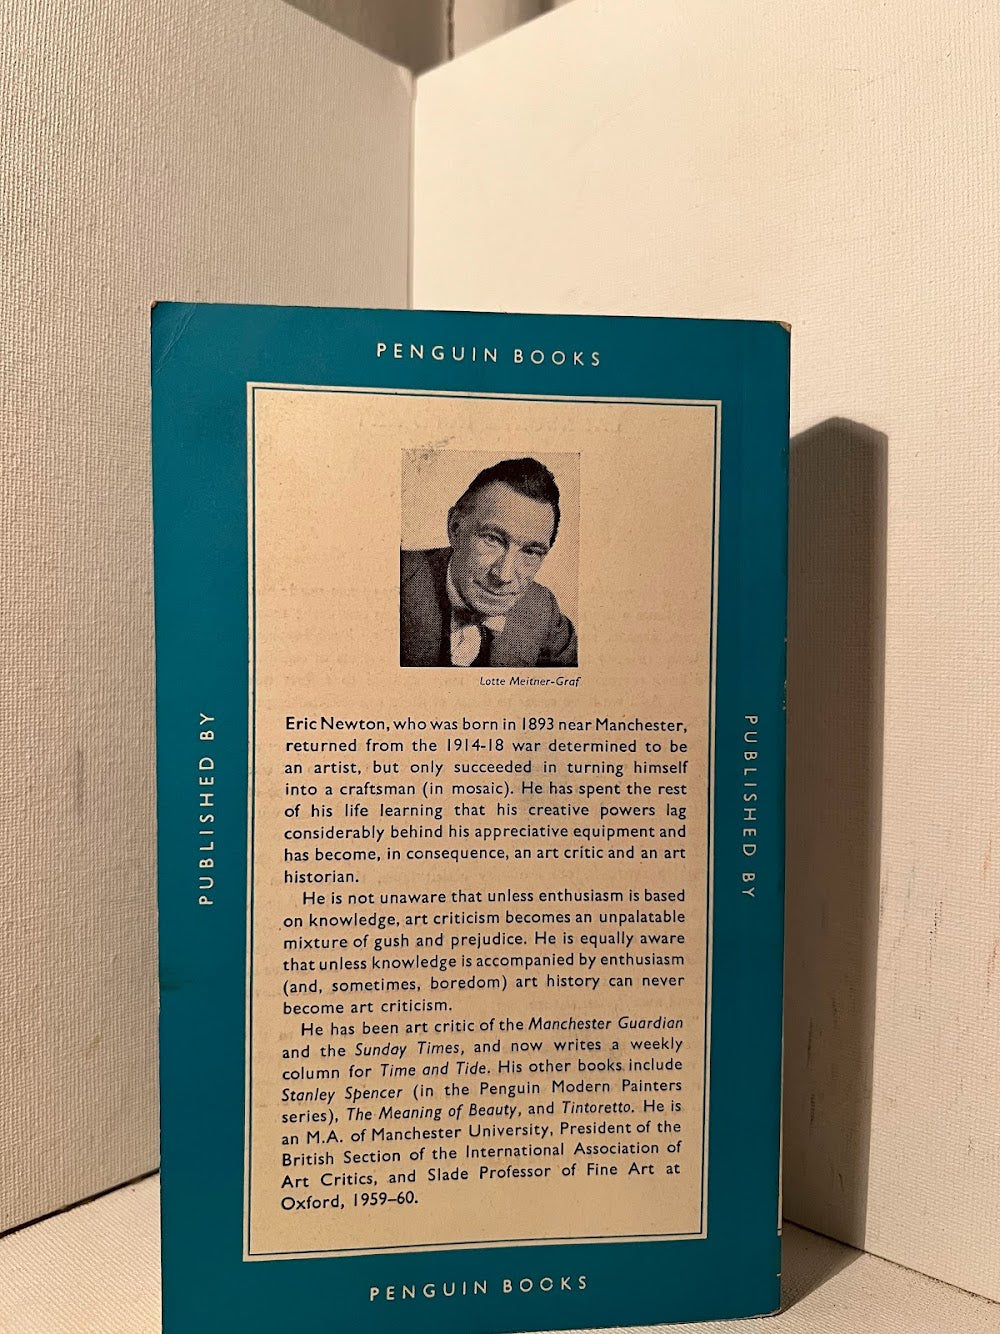 PENGUIN BOOKS
Lotte Meitner-Graf
PUBLISHED BY
PUBLISHED BY
Eric Newton, who was born in 1893 near Manchester,
returned from the 1914-18 war determined to be
an artist, but only succeeded in turning himself
into a craftsman (in mosaic). He has spent the rest
of his life learning that his creative powers lag
considerably behind his appreciative equipment and
has become, in consequence, an art critic and an art
historian.
He is not unaware that unless enthusiasm is based
on knowledge, art criticism becomes an unpalatable
mixture of gush and prejudice. He is equally aware
that unless knowledge is accompanied by enthusiasm
(and, sometimes, boredom) art history can never
become art criticism.
He has been art critic of the Manchester Guardian
and the Sunday Times, and now writes a weekly
column for Time and Tide. His other books include
Stanley Spencer (in the Penguin Modern Painters
series), The Meaning of Beauty, and Tintoretto. He is
an M.A. of Manchester University, President of the
British Section of the International Association of
Art Critics, and Slade Professor of Fine Art at
Oxford, 1959–60.
PENGUIN BOOKS